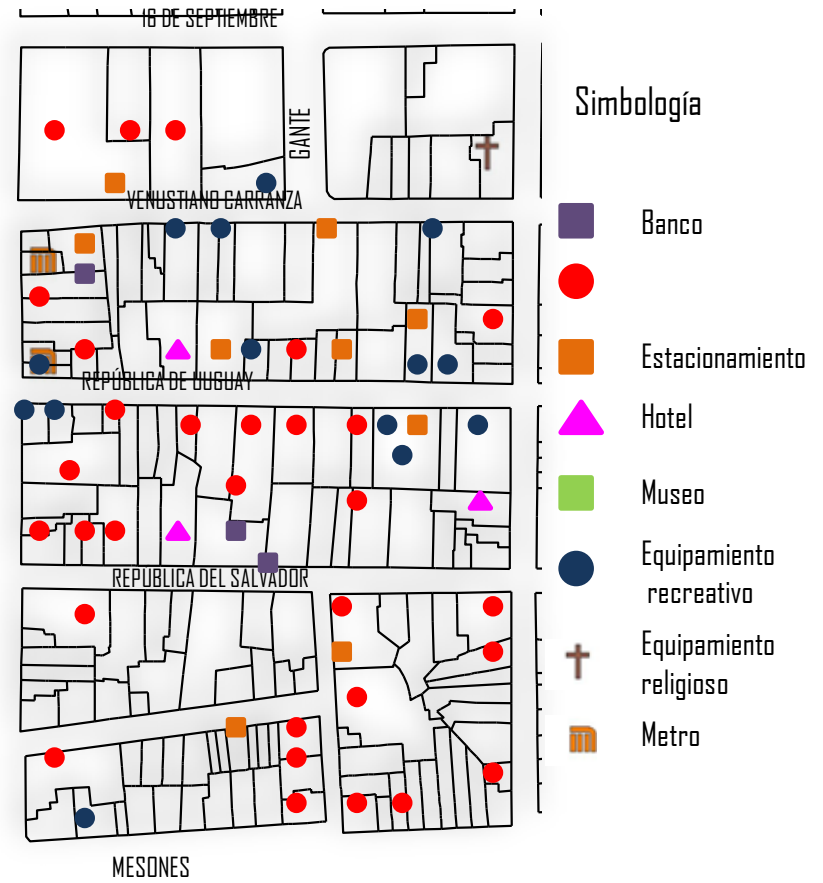 16 DE SEPTIEMBRE
GANTE
Simbología
VENUSTIANO CARRANZA
Banco
Estacionamiento
REPÚBLICA DE UUGUAY
Hotel
Museo
Equipamiento
recreativo
REPUBLICA DEL SALVADOR
Equipamiento
religioso
Metro
MESONES